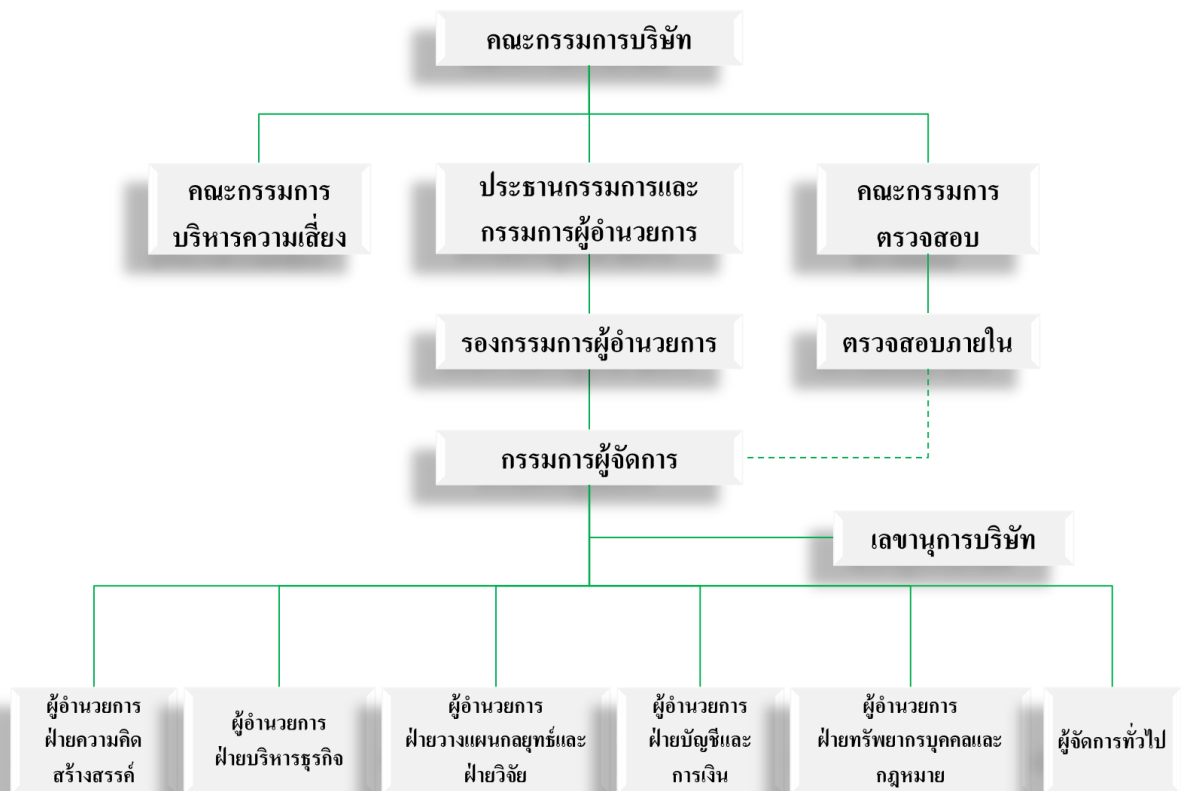 คณะกรรมการบริษัท
คณะกรรมการ
บริหารความเสี่ยง
ประธานกรรมการและ
กรรมการผู้อำนวยการ
คณะกรรมการ
ตรวจสอบ
รองกรรมการผู้อำนวยการ
ตรวจสอบภายใน
กรรมการผู้จัดการ
เลขานุการบริษัท
ผู้อำนวยการ
ฝ่ายความคิด
สร้างสรรค์
ผู้อำนวยการ
ฝ่ายบริหารธุรกิจ
ผู้อำนวยการ
ฝ่ายวางแผนกลยุทธ์และ
ฝ่ายวิจัย
ผู้อำนวยการ
ฝ่ายบัญชีและ
การเงิน
ผู้อำนวยการ
ฝ่ายทรัพยากรบุคคลและ
กฎหมาย
ผู้จัดการทั่วไป